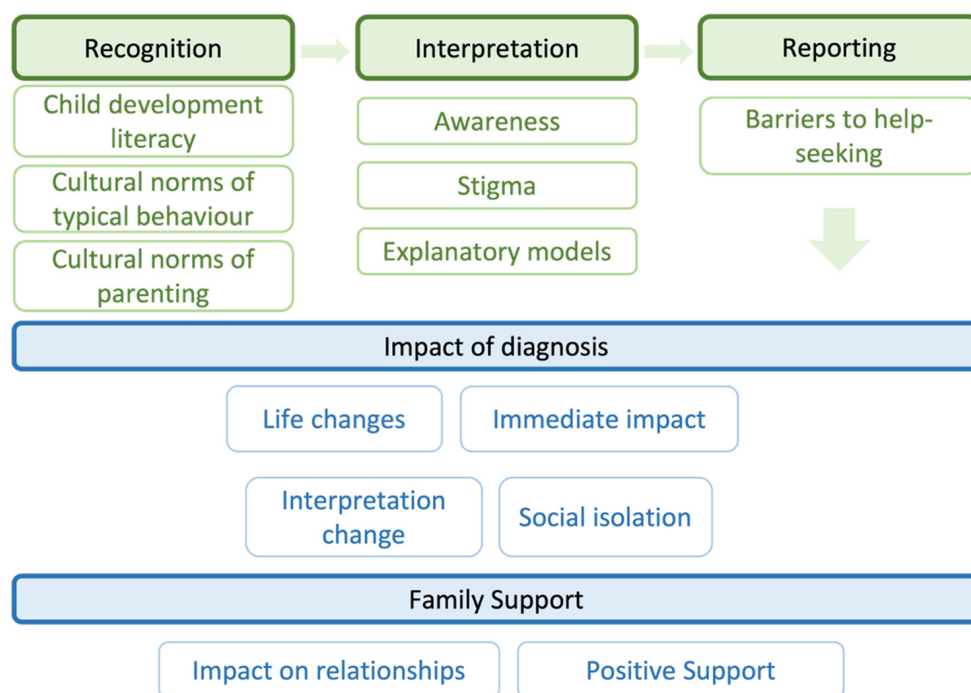 Recognition
Interpretation
Reporting
Child development
literacy
Cultural norms of
typical behaviour
Cultural norms of
parenting
Awareness
Stigma
Explanatory models
Barriers to help-
seeking
Impact of diagnosis
Life changes
Immediate impact
Interpretation
change
Social isolation
Family Support
Impact on relationships
Positive Support